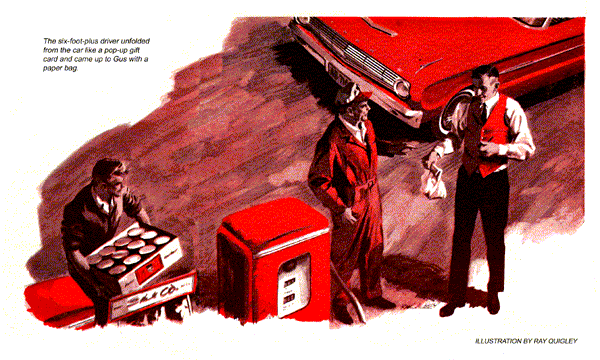 The six-foot-plus driver unfolded
from the car like a pop-up gift
card and came up to Gus with a
paper bag.
ILLUSTRATION BY RAY QUIGLEY